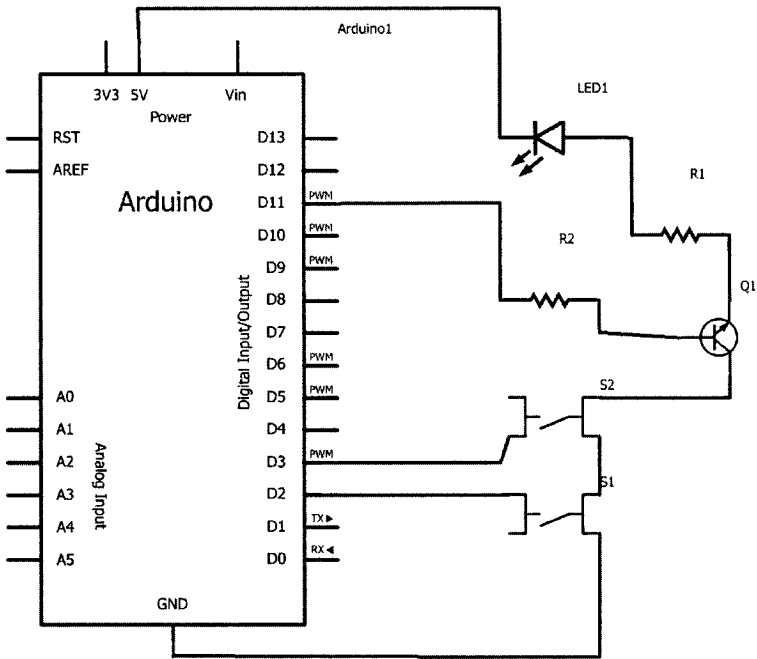 Arduino1
LED1
3V3 5V Vin
Power
RST
AREF
Arduino
D13
D12
D11 PWM
D10 PWM
D9 PWM
D8
D7
D6 PWM
D5 PWM
D4
D3 PWM
D2
D1 TX
D0 RX
Digital Input/Output
A0
A1
A2
A3
A4
A5
Analog Input
GND
R1
R2
Q1
S2
S1